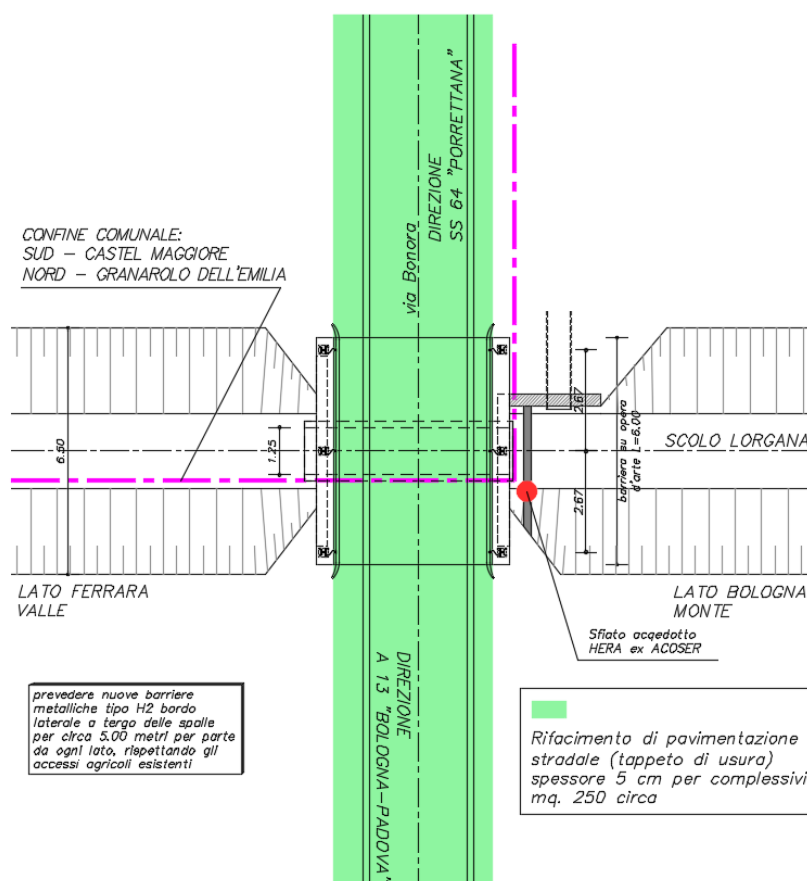 DIREZIONE
SS 64 "PORRETTANA"
via Bonora
CONFINE COMUNALE:
SUD – CASTEL MAGGIORE
NORD – GRANAROLO DELL'EMILIA
6.50
1.25
2.67
2.67
barriera su opera
d'arte L=6.00
SCOLO LORGANA
LATO FERRARA
VALLE
LATO BOLOGNA
MONTE
Sfiato acqedotto
HERA ex ACOSER
DIREZIONE
A 13 "BOLOGNA–PADOVA"
prevedere nuove barriere
metalliche tipo H2 bordo
laterale a tergo delle spalle
per circa 5.00 metri per parte
da ogni lato, rispettando gli
accessi agricoli esistenti
Rifacimento di pavimentazione
stradale (tappeto di usura)
spessore 5 cm per complessivi
mq. 250 circa